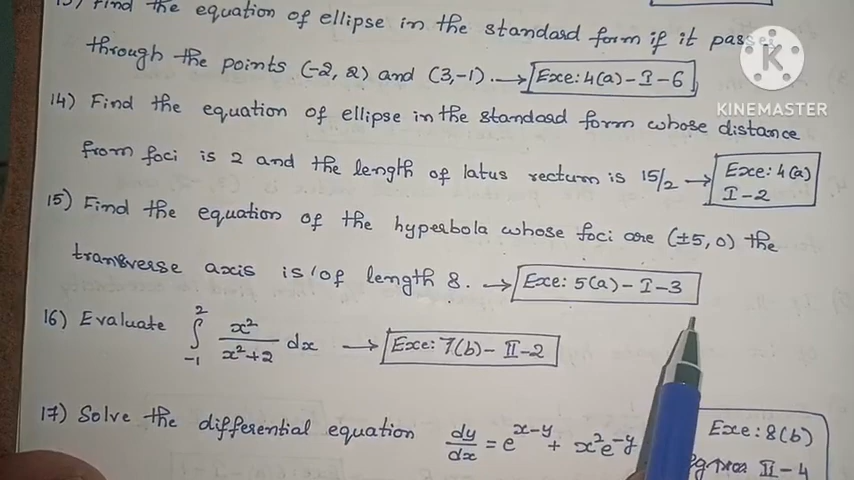 13) Find the equation of ellipse in the standard form if it passes
through the points (-2, 2) and (3,-1). → Exe: 4(a)-I-6
K
KINEMASTER
14) Find the equation of ellipse in the standard form whose distance
from foci is 2 and the length of latus rectum is 15/2 → Exe: 4(a)
I-2
15) Find the equation of the hyperbola whose foci are (±5, 0) the
transverse axis is/of length 8. → Exe: 5(a)-I-3
16) Evaluate ∫₋₁² x²/(x²+2) dx → Exe: 7(b)-II-2
17) Solve the differential equation dy/dx = e^(x-y) + x²e^(-y) Exe: 8(b)
II-4